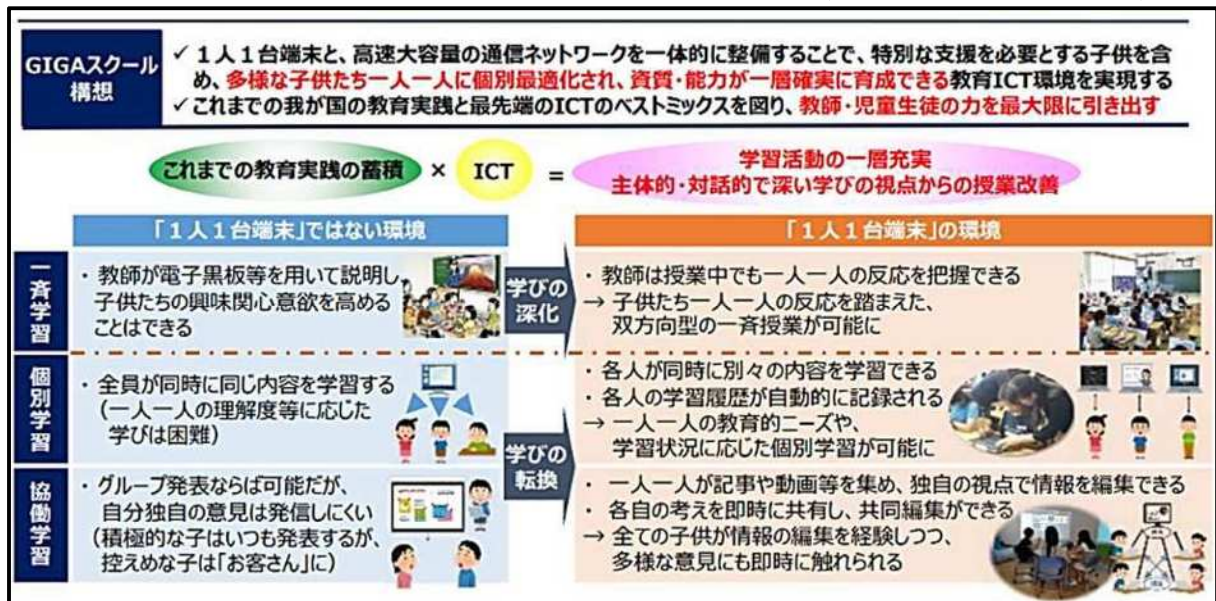 GIGAスクール
構想
✓ １人１台端末と、高速大容量の通信ネットワークを一体的に整備することで、特別な支援を必要とする子供を含
め、多様な子供たち一人一人に個別最適化され、資質・能力が一層確実に育成できる教育ICT環境を実現する
✓ これまでの我が国の教育実践と最先端のICTのベストミックスを図り、教師・児童生徒の力を最大限に引き出す
これまでの教育実践の蓄積 × ICT ＝ 学習活動の一層充実
主体的・対話的で深い学びの視点からの授業改善
「１人１台端末」ではない環境
「１人１台端末」の環境
一斉学習
・教師が電子黒板等を用いて説明し、
子供たちの興味関心意欲を高める
ことはできる
学びの
深化
・教師は授業中でも一人一人の反応を把握できる
→ 子供たち一人一人の反応を踏まえた、
双方向型の一斉授業が可能に
個別学習
・全員が同時に同じ内容を学習する
（一人一人の理解度等に応じた
学びは困難）
学びの
転換
・各人が同時に別々の内容を学習できる
・各人の学習履歴が自動的に記録される
→ 一人一人の教育的ニーズや、
学習状況に応じた個別学習が可能に
協働学習
・グループ発表ならば可能だが、
自分独自の意見は発信しにくい
（積極的な子はいつも発表するが、
控えめな子は「お客さん」に）
・一人一人が記事や動画等を集め、独自の視点で情報を編集できる
・各自の考えを即時に共有し、共同編集ができる
→ 全ての子供が情報の編集を経験しつつ、
多様な意見にも即時に触れられる